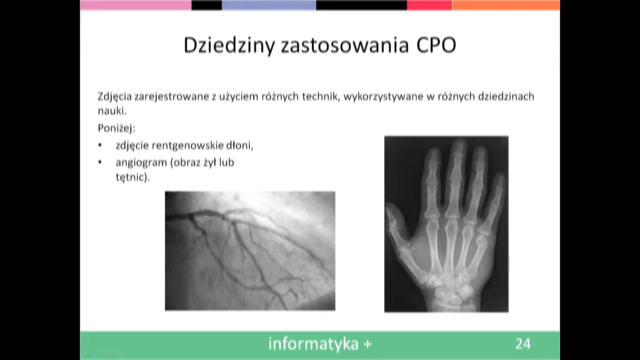 Dziedziny zastosowania CPO
Zdjęcia zarejestrowane z użyciem różnych technik, wykorzystywane w różnych dziedzinach
nauki.
Poniżej:
• zdjęcie rentgenowskie dłoni,
• angiogram (obraz żył lub
tętnic).
informatyka +
24